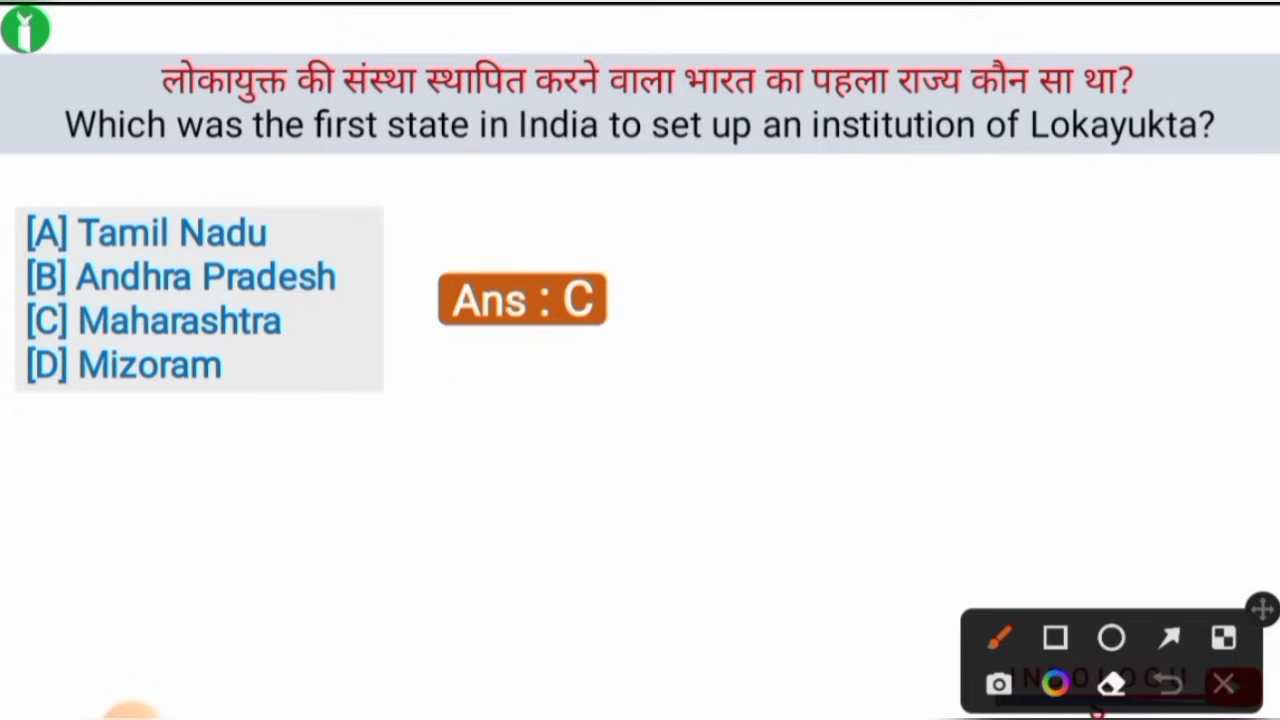 लोकायुक्त की संस्था स्थापित करने वाला भारत का पहला राज्य कौन सा था?
Which was the first state in India to set up an institution of Lokayukta?
[A] Tamil Nadu
[B] Andhra Pradesh
[C] Maharashtra
[D] Mizoram
Ans : C